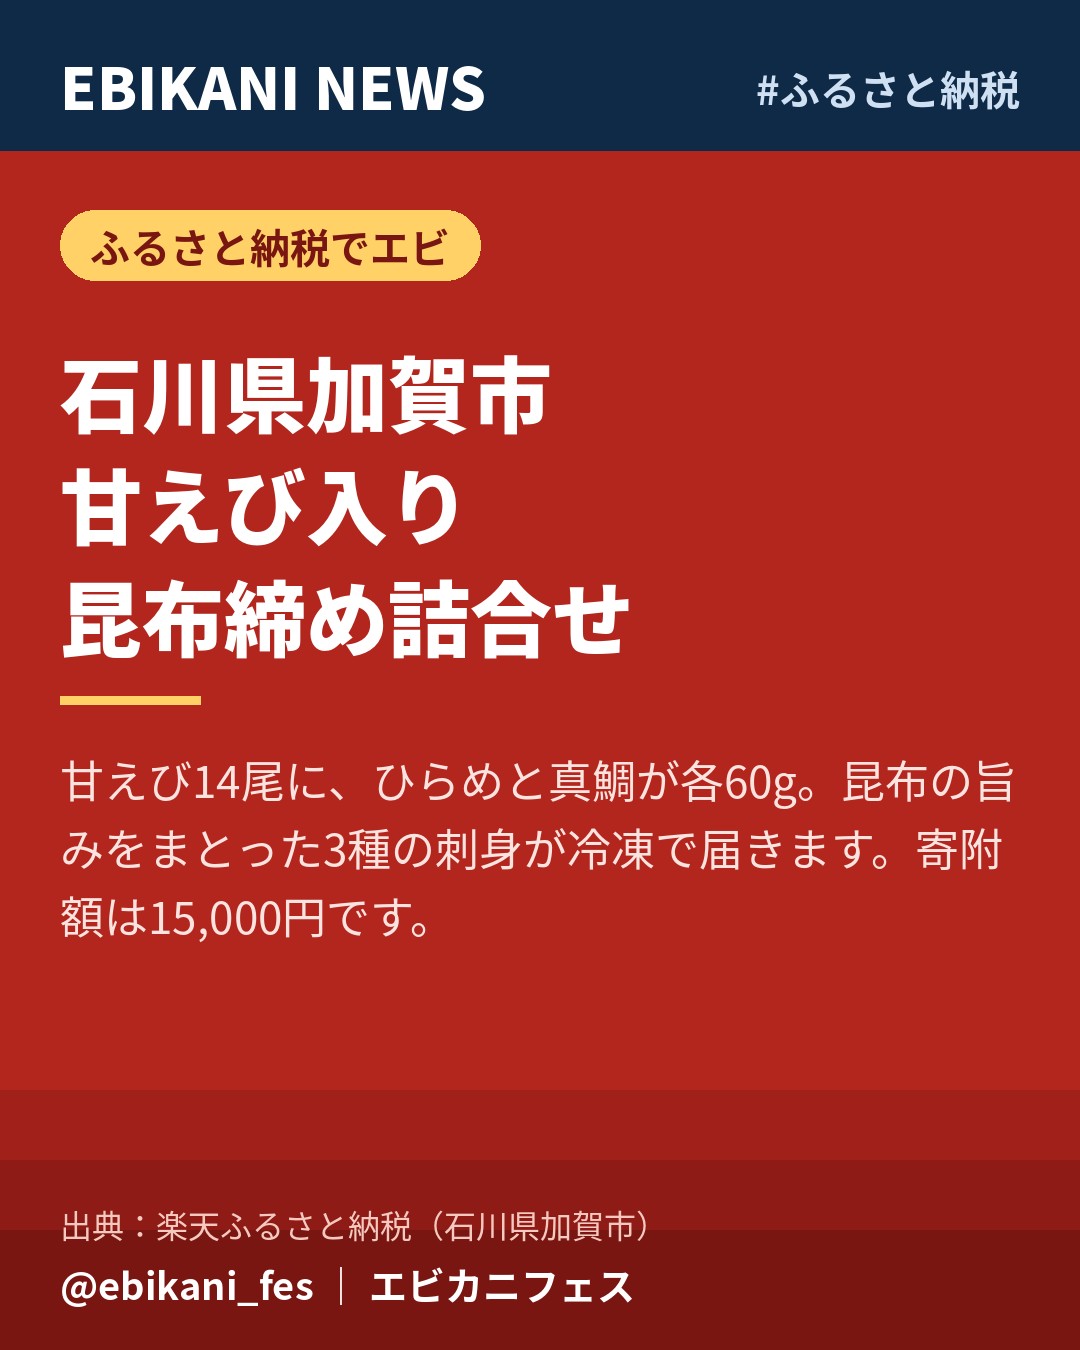 EBIKANI NEWS
#ふるさと納税
ふるさと納税でエビ
石川県加賀市
甘えび入り
昆布締め詰合せ
甘えび14尾に、ひらめと真鯛が各60g。昆布の旨
みをまとった3種の刺身が冷凍で届きます。寄附
額は15,000円です。
出典：楽天ふるさと納税（石川県加賀市）
@ebikani_fes ｜ エビカニフェス